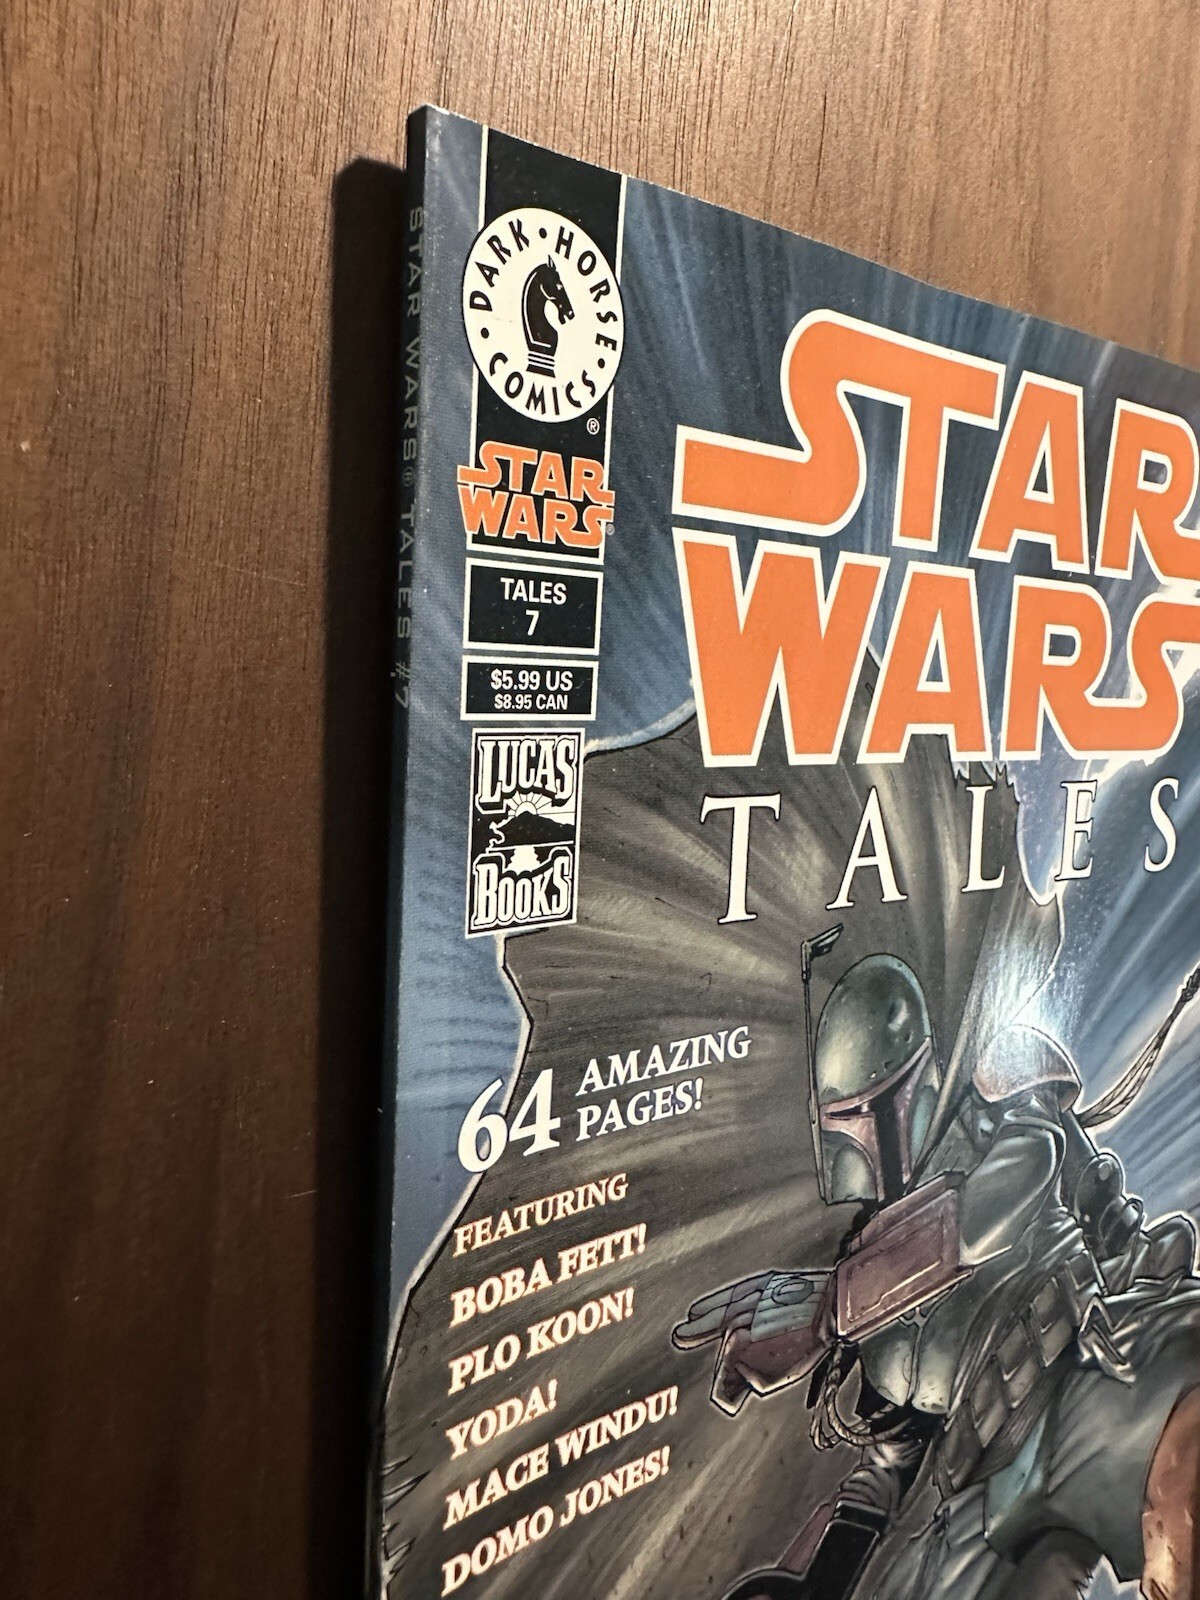 STAR WARS® TALES #7
DARK • HORSE • COMICS •
®
STAR
WARS®
TALES
7
$5.99 US
$8.95 CAN
LUCAS
BOOKS
STAR
WARS
TALES
64 AMAZING
PAGES!
FEATURING
BOBA FETT!
PLO KOON!
YODA!
MACE WINDU!
DOMO JONES!